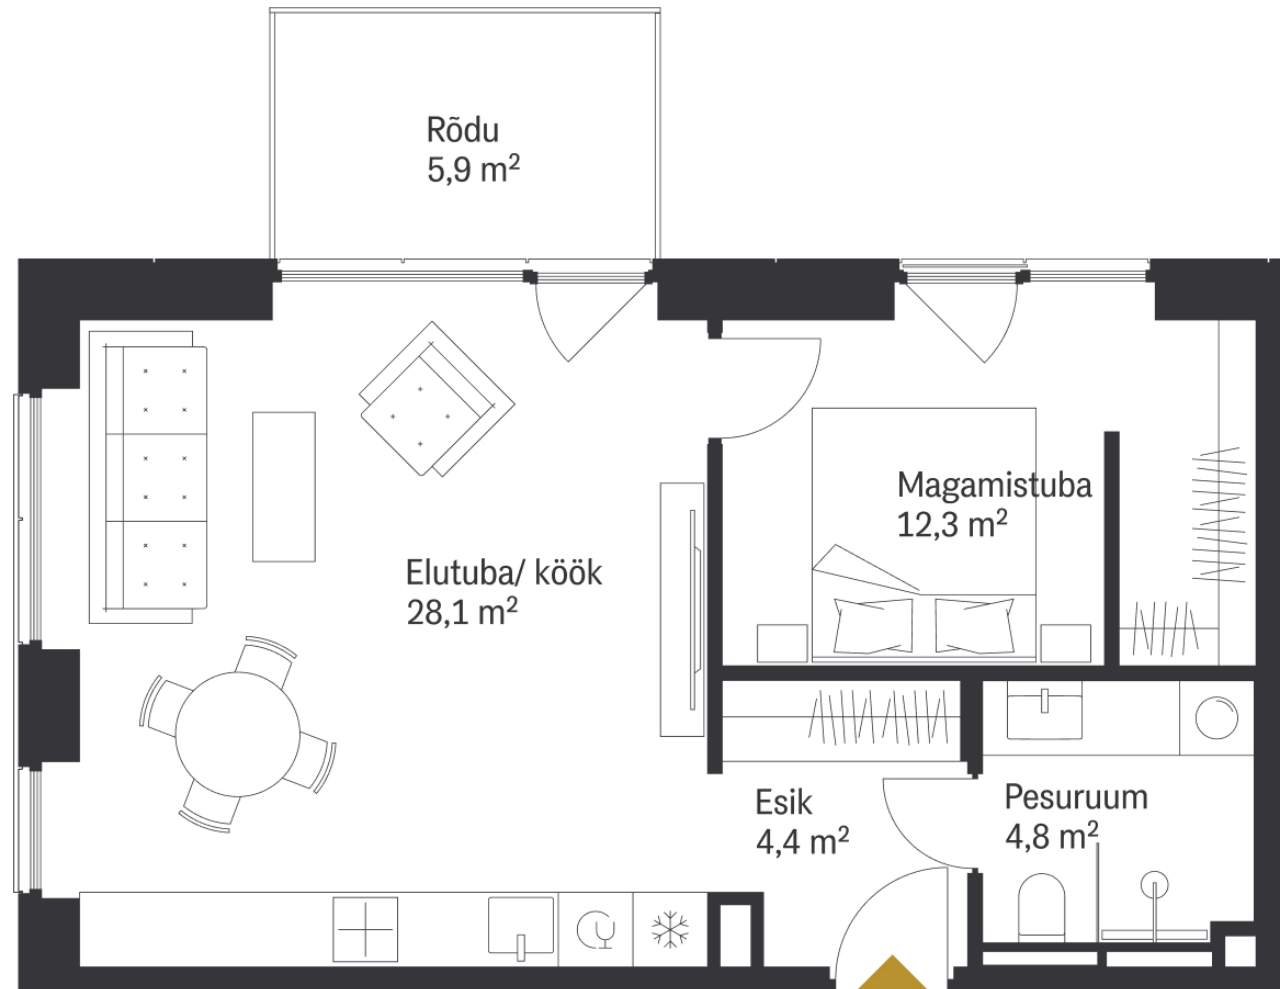 Rõdu
5,9 m²
Magamistuba
12,3 m²
Elutuba/ köök
28,1 m²
Esik
4,4 m²
Pesuruum
4,8 m²